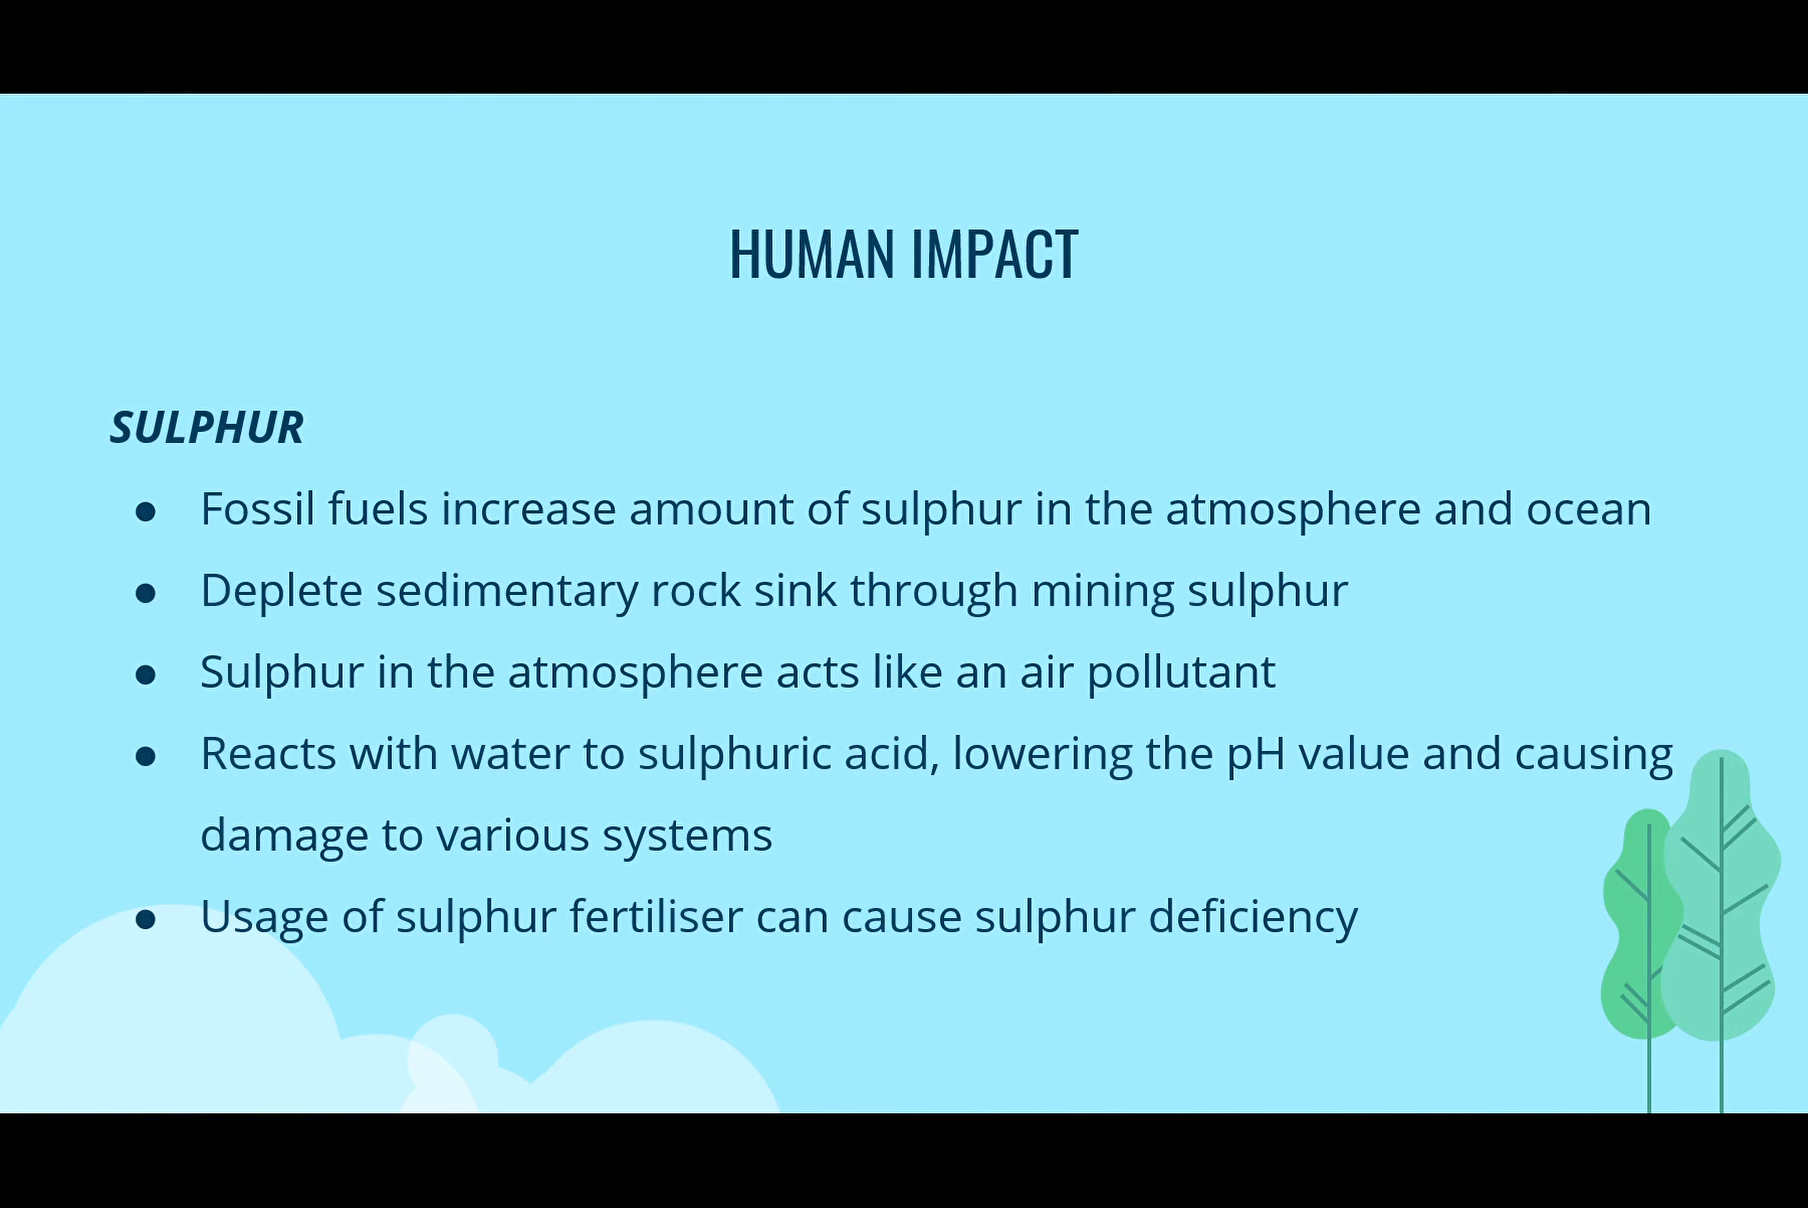 HUMAN IMPACT
SULPHUR
● Fossil fuels increase amount of sulphur in the atmosphere and ocean
● Deplete sedimentary rock sink through mining sulphur
● Sulphur in the atmosphere acts like an air pollutant
● Reacts with water to sulphuric acid, lowering the pH value and causing
damage to various systems
● Usage of sulphur fertiliser can cause sulphur deficiency